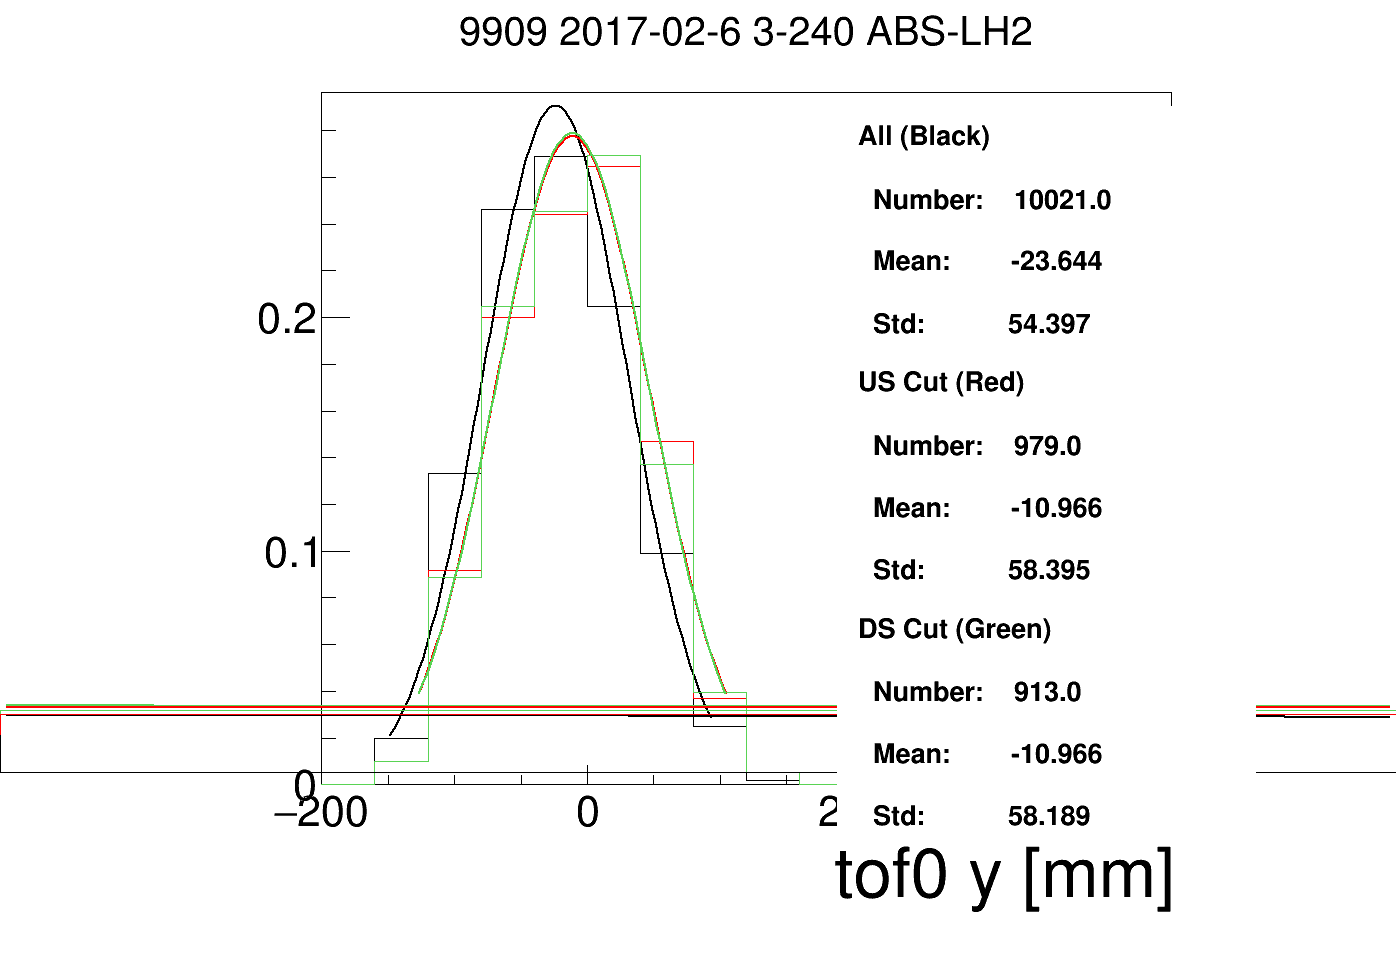 9909 2017-02-6 3-240 ABS-LH2
All (Black)
Number: 10021.0
Mean: -23.644
Std: 54.397
US Cut (Red)
Number: 979.0
Mean: -10.966
Std: 58.395
DS Cut (Green)
Number: 913.0
Mean: -10.966
Std: 58.189
0.2
0.1
0
−200 0 2
tof0 y [mm]